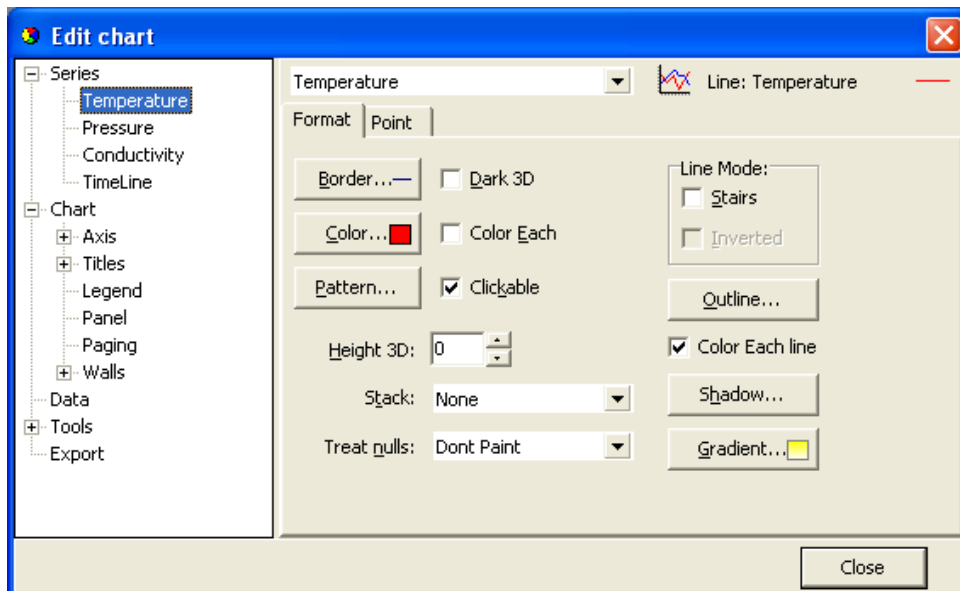 Edit chart
Series
Temperature
Pressure
Conductivity
TimeLine
Chart
Axis
Titles
Legend
Panel
Paging
Walls
Data
Tools
Export
Temperature
Line: Temperature
Format
Point
Border...
Dark 3D
Color...
Color Each
Pattern...
Clickable
Height 3D:
0
Stack:
None
Treat nulls:
Dont Paint
Line Mode:
Stairs
Inverted
Outline...
Color Each line
Shadow...
Gradient...
Close